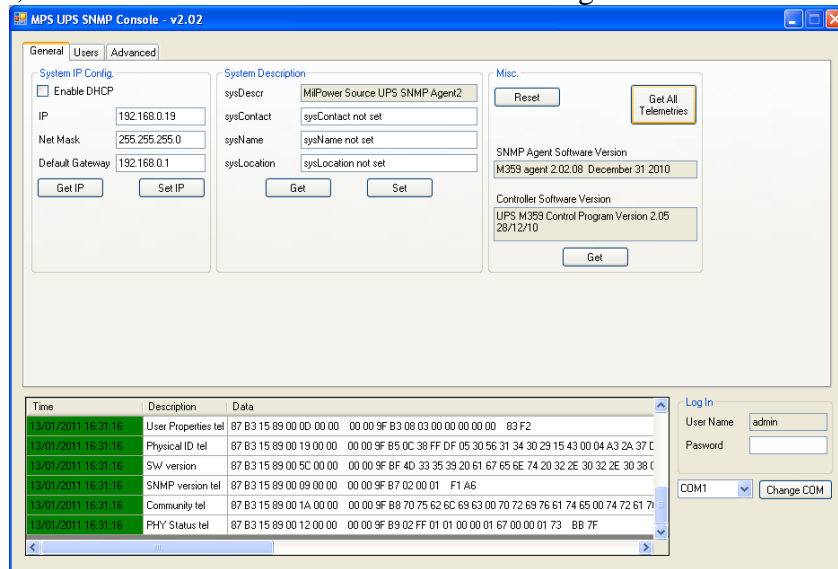 MPS UPS SNMP Console - v2.02
General Users Advanced
System IP Config.
Enable DHCP
IP 192.168.0.19
Net Mask 255.255.255.0
Default Gateway 192.168.0.1
Get IP Set IP
System Description
sysDescr MilPower Source UPS SNMP Agent2
sysContact sysContact not set
sysName sysName not set
sysLocation sysLocation not set
Get Set
Misc.
Reset Get All
Telemetries
SNMP Agent Software Version
M359 agent 2.02.08 December 31 2010
Controller Software Version
UPS M359 Control Program Version 2.05
28/12/10
Get
Time Description Data
13/01/2011 16:31:16 User Properties tel 87 B3 15 89 00 0D 00 00 00 00 9F B3 08 03 00 00 00 00 00 83 F2
13/01/2011 16:31:16 Physical ID tel 87 B3 15 89 00 19 00 00 00 00 9F B5 0C 38 FF DF 05 30 56 31 34 30 29 15 43 00 04 A3 2A 37
13/01/2011 16:31:16 SW version 87 B3 15 89 00 5C 00 00 00 00 9F BF 4D 33 35 39 20 61 67 65 6E 74 20 32 2E 30 32 2E 30 38
13/01/2011 16:31:16 SNMP version tel 87 B3 15 89 00 09 00 00 00 00 9F B7 02 00 01 F1 A6
13/01/2011 16:31:16 Community tel 87 B3 15 89 00 1A 00 00 00 00 9F B8 70 75 62 6C 69 63 00 70 72 69 76 61 74 65 00 74 72 61
13/01/2011 16:31:16 PHY Status tel 87 B3 15 89 00 12 00 00 00 00 9F B9 02 FF 01 01 00 00 01 67 00 00 01 73 BB 7F
Log In
User Name admin
Pasword
COM1 Change COM